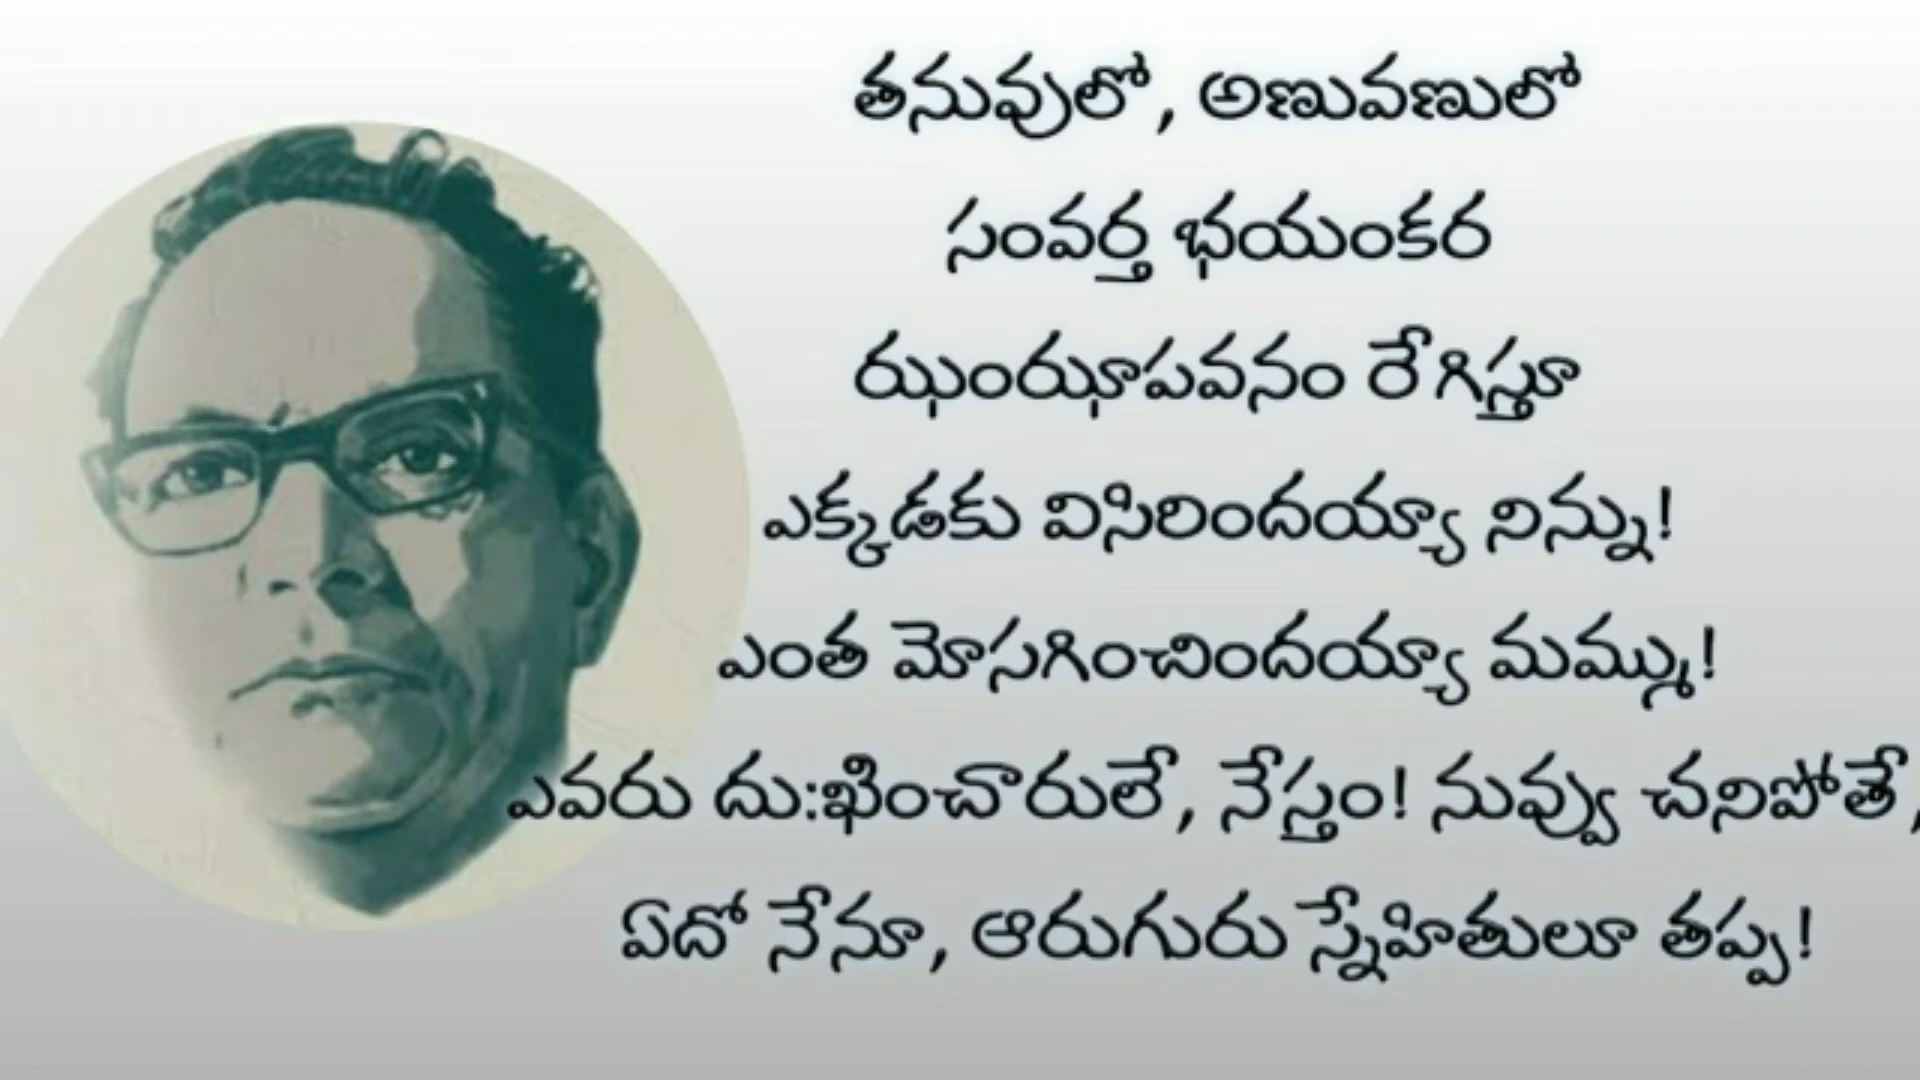 తనువులో, అణువణులో
సంవర్త భయంకర
ఝంఝాపవనం రేగిస్తూ
ఎక్కడకు విసిరిందయ్యా నిన్ను!
ఎంత మోసగించిందయ్యా మమ్ము!
ఎవరు దు:ఖించారులే, నేస్తం! నువ్వు చనిపోతే,
ఏదో నేనూ, ఆరుగురు స్నేహితులూ తప్ప!